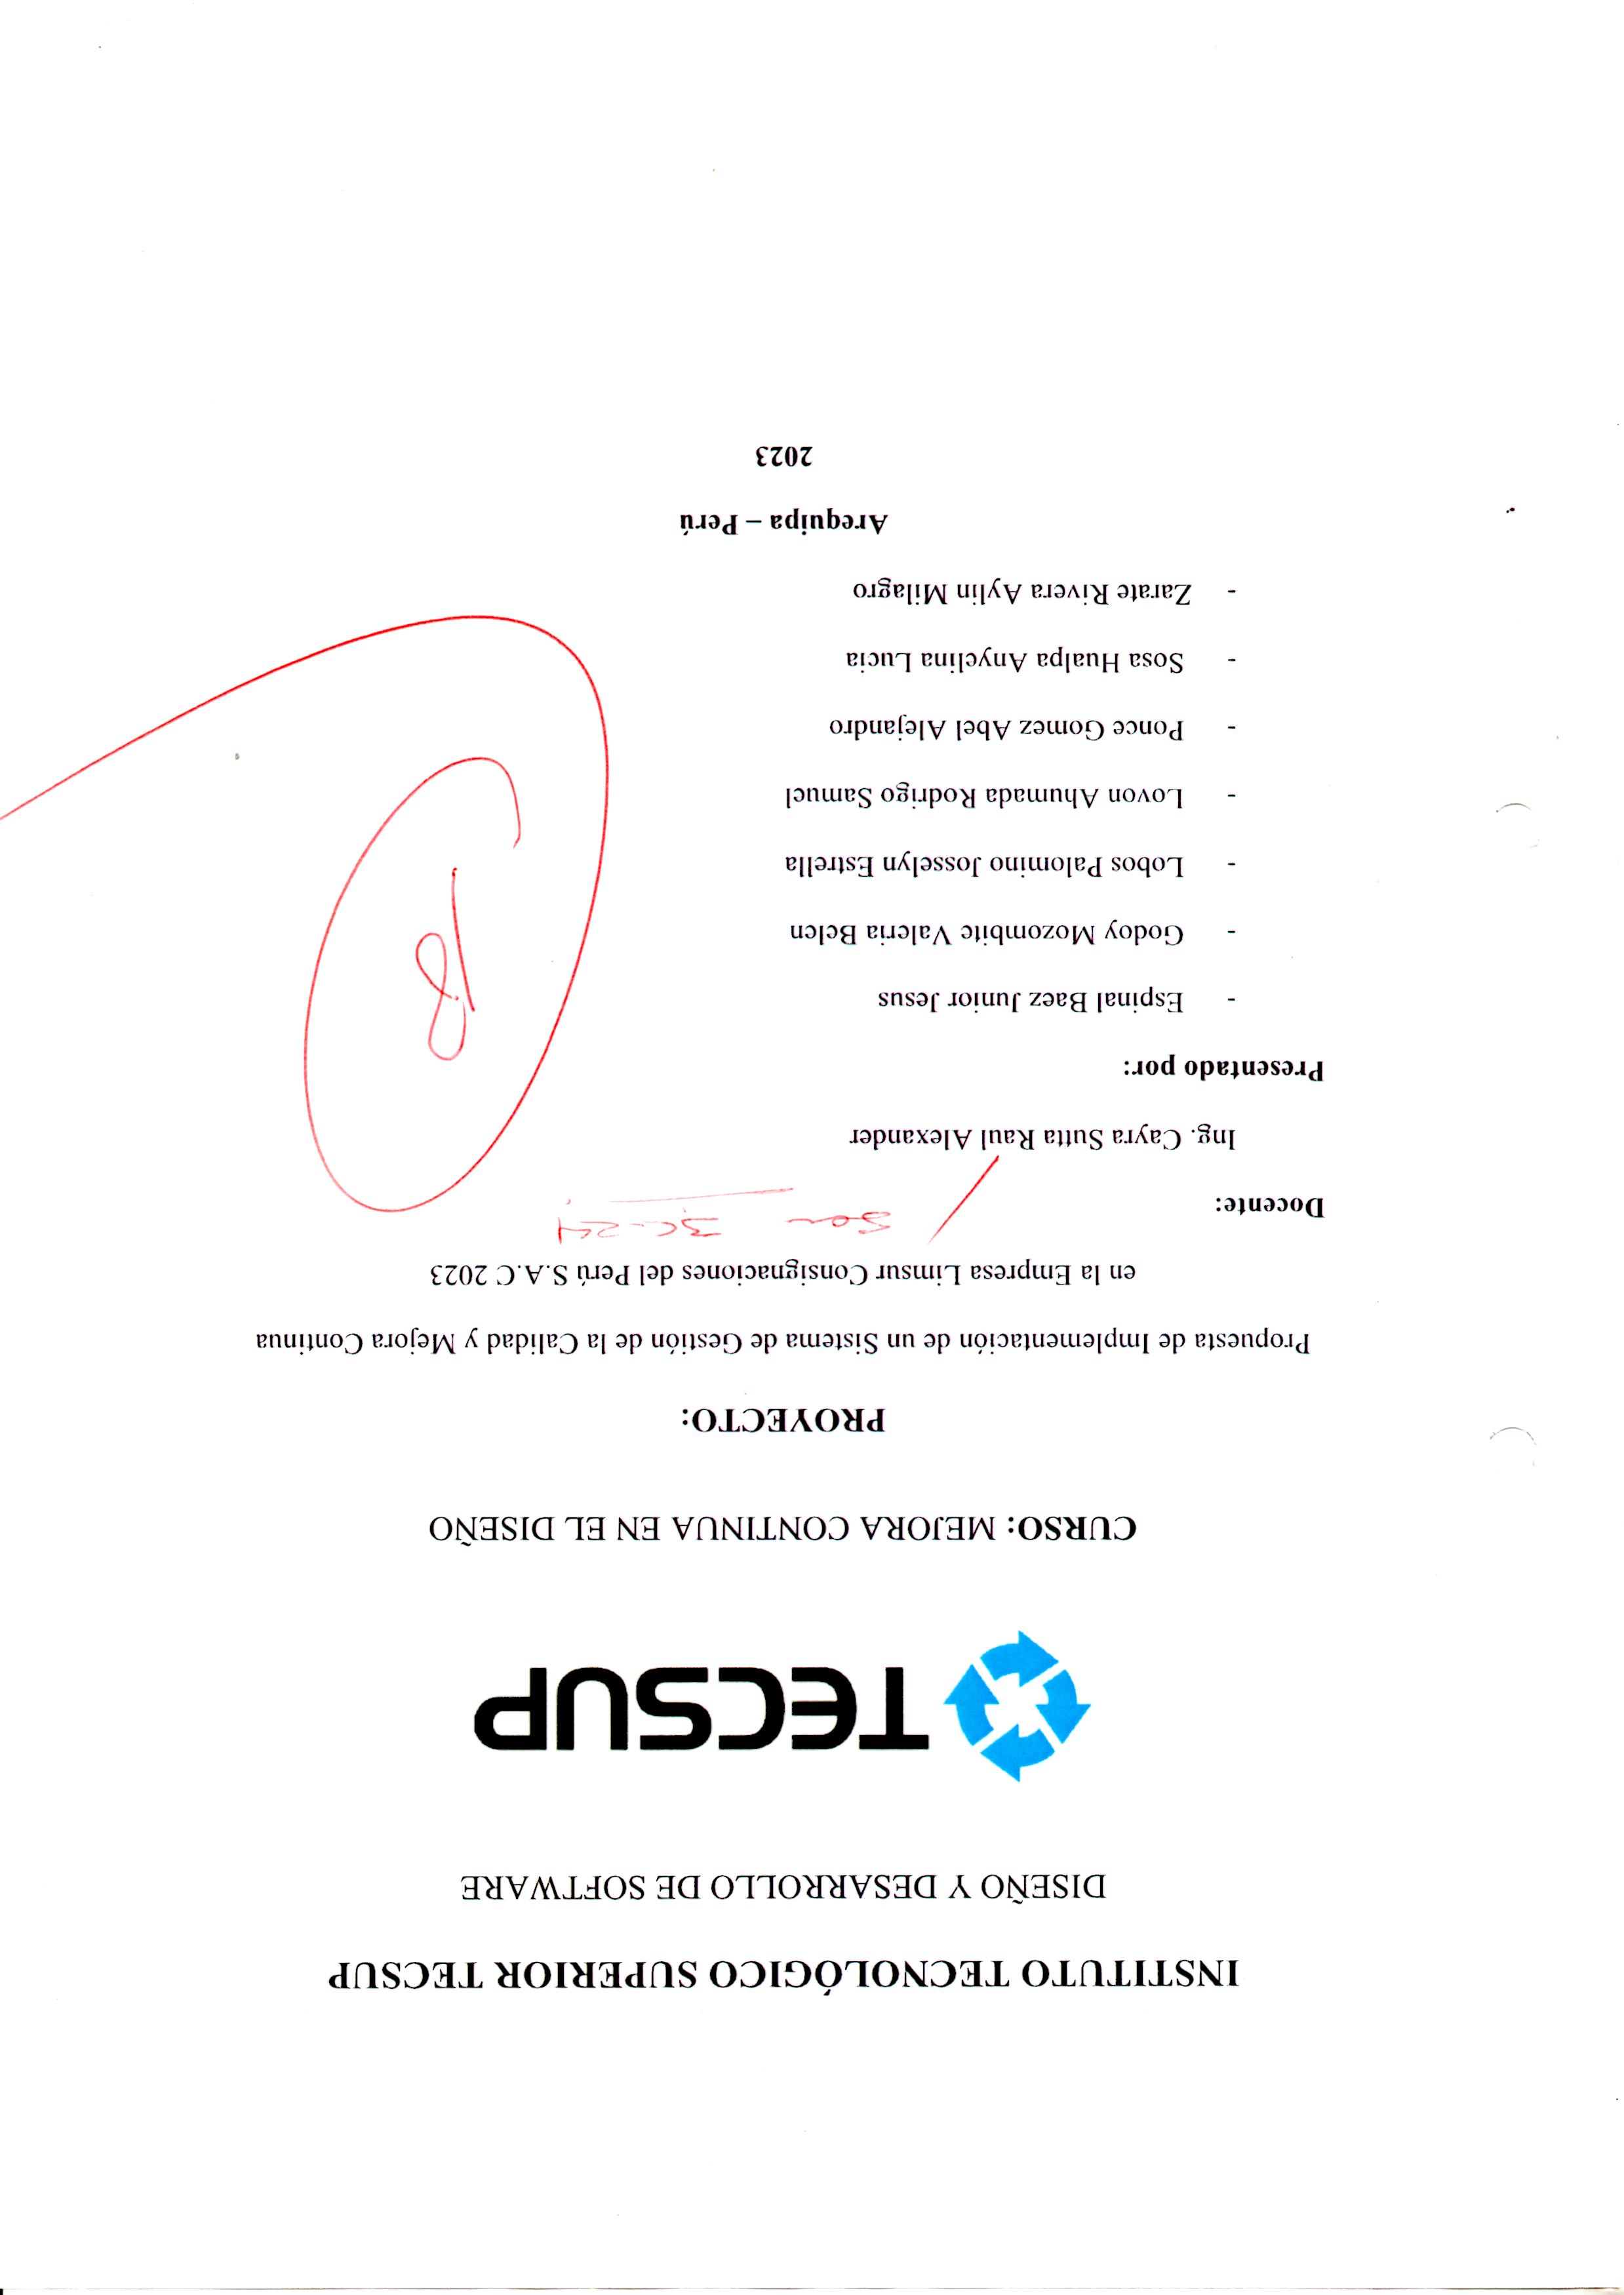 INSTITUTO TECNOLÓGICO SUPERIOR TECSUP
DISEÑO Y DESARROLLO DE SOFTWARE
TECSUP
CURSO: MEJORA CONTINUA EN EL DISEÑO
PROYECTO:
Propuesta de Implementación de un Sistema de Gestión de la Calidad y Mejora Continua
en la Empresa Limsur Consignaciones del Perú S.A.C 2023
Docente:
Ing. Cayra Sutta Raul Alexander
Presentado por:
- Espinal Baez Junior Jesus
- Godoy Mozombite Valeria Belen
- Lobos Palomino Josselyn Estrella
- Lovon Ahumada Rodrigo Samuel
- Ponce Gomez Abel Alejandro
- Sosa Hualpa Anyelina Lucia
- Zarate Rivera Aylin Milagro
Arequipa – Perú
2023